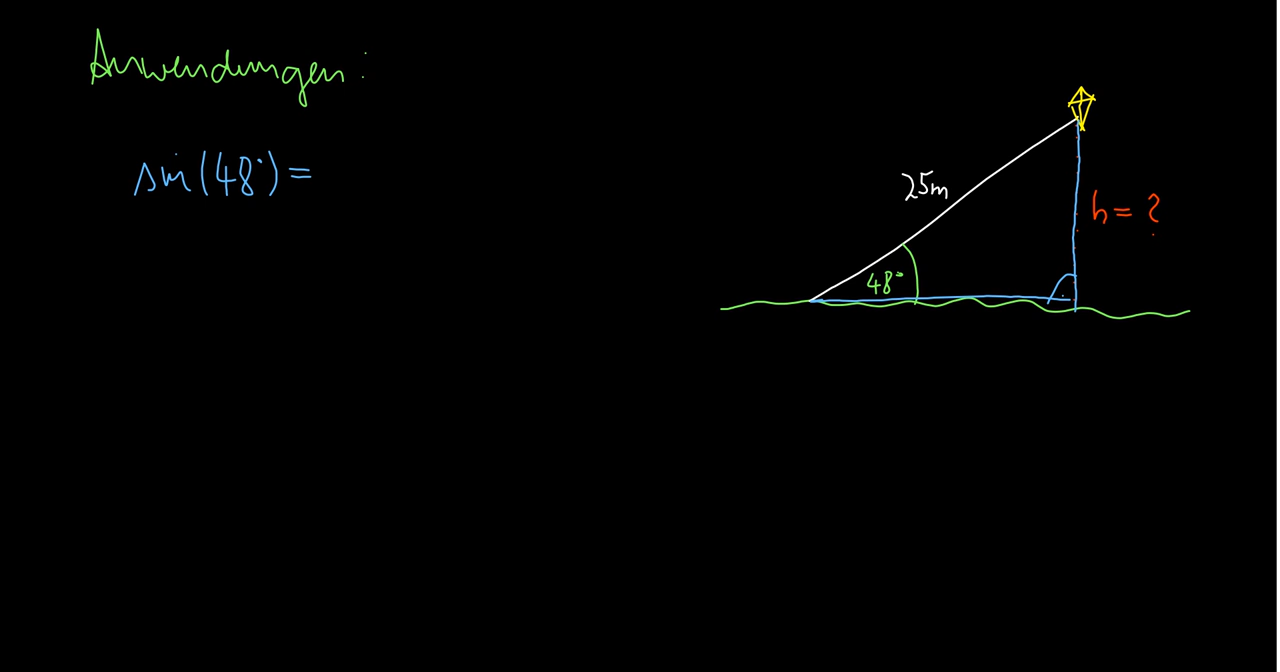 Anwendungen:
sin(48°)=
25m
h = ?
48°